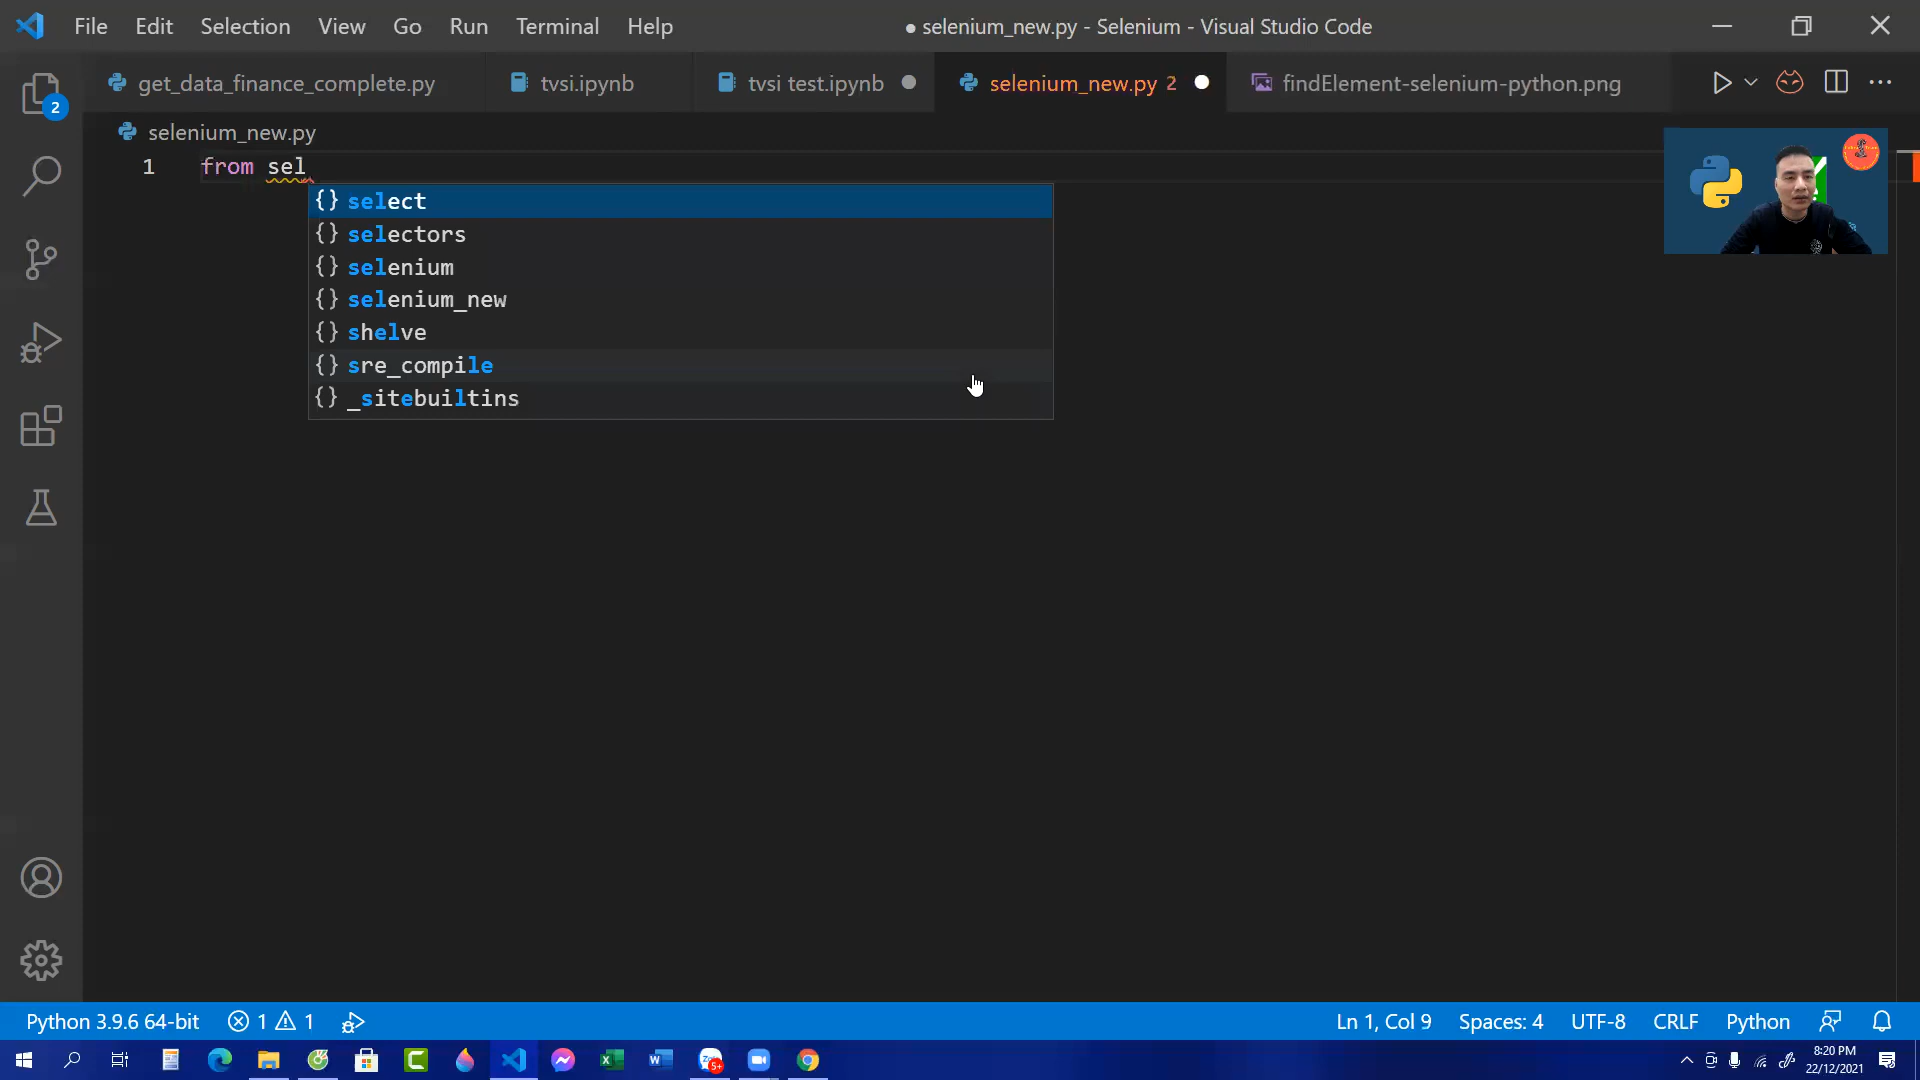 File Edit Selection View Go Run Terminal Help
● selenium_new.py - Selenium - Visual Studio Code
get_data_finance_complete.py
tvsi.ipynb
tvsi test.ipynb
selenium_new.py 2
findElement-selenium-python.png
2
selenium_new.py
1 from sel
{} select
{} selectors
{} selenium
{} selenium_new
{} shelve
{} sre_compile
{} _sitebuiltins
Python 3.9.6 64-bit
1
1
Ln 1, Col 9
Spaces: 4
UTF-8
CRLF
Python
5+
8:20 PM
22/12/2021